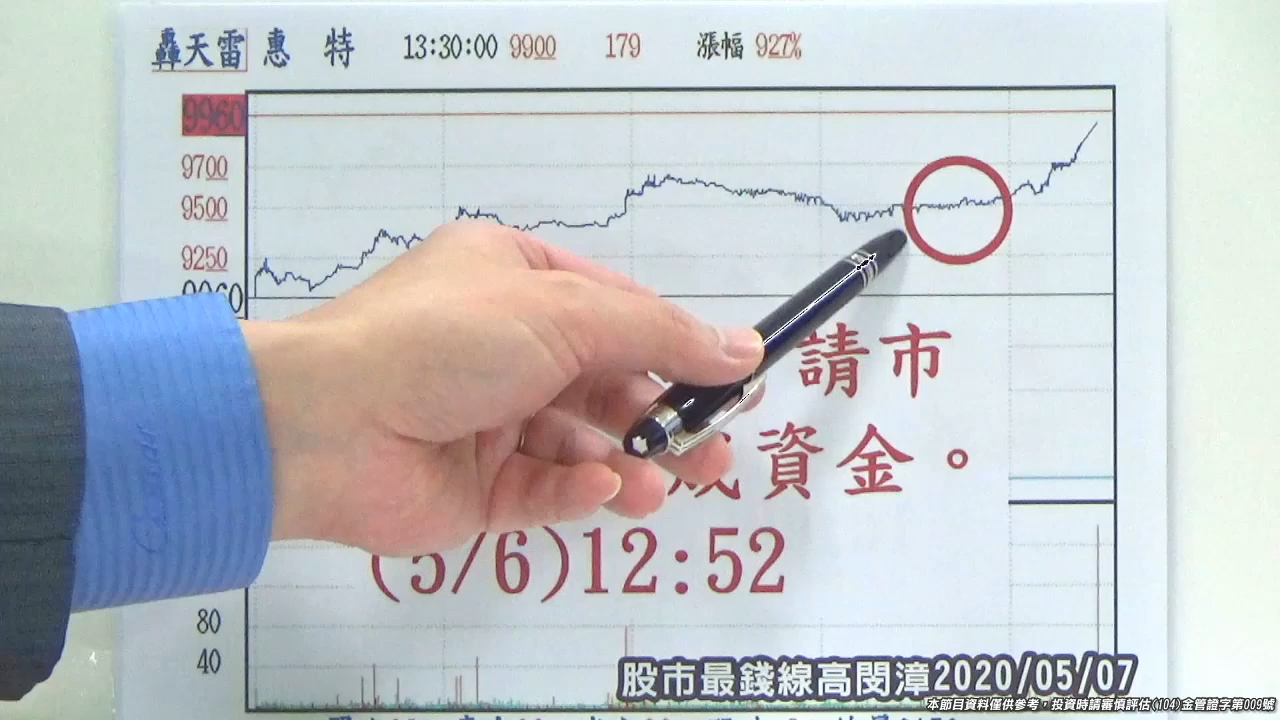 轟天雷 惠 特 13:30:00 9900 179 漲幅 927%
9960
9700
9500
9250
9060
請市
資金。
(5/6)12:52
80
40
股市最錢線高閔漳2020/05/07
本節目資料僅供參考，投資時請審慎評估(104)金管證字第009號